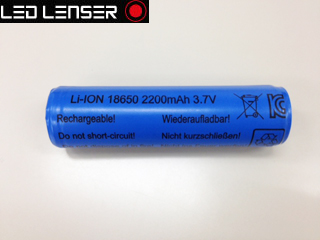 LED LENSER
Li-ION 18650 2200mAh 3.7V
Rechargeable! Wiederaufladbar!
Do not short-circuit! Nicht kurzschließen!